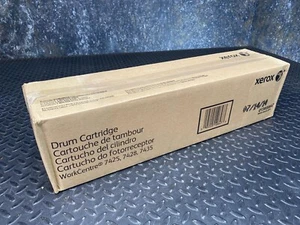 Drum Cartridge
Cartouche de tambour
Cartucho del cilindro
Cartucho do fotorreceptor
WorkCentre® 7425, 7428, 7435
xerox